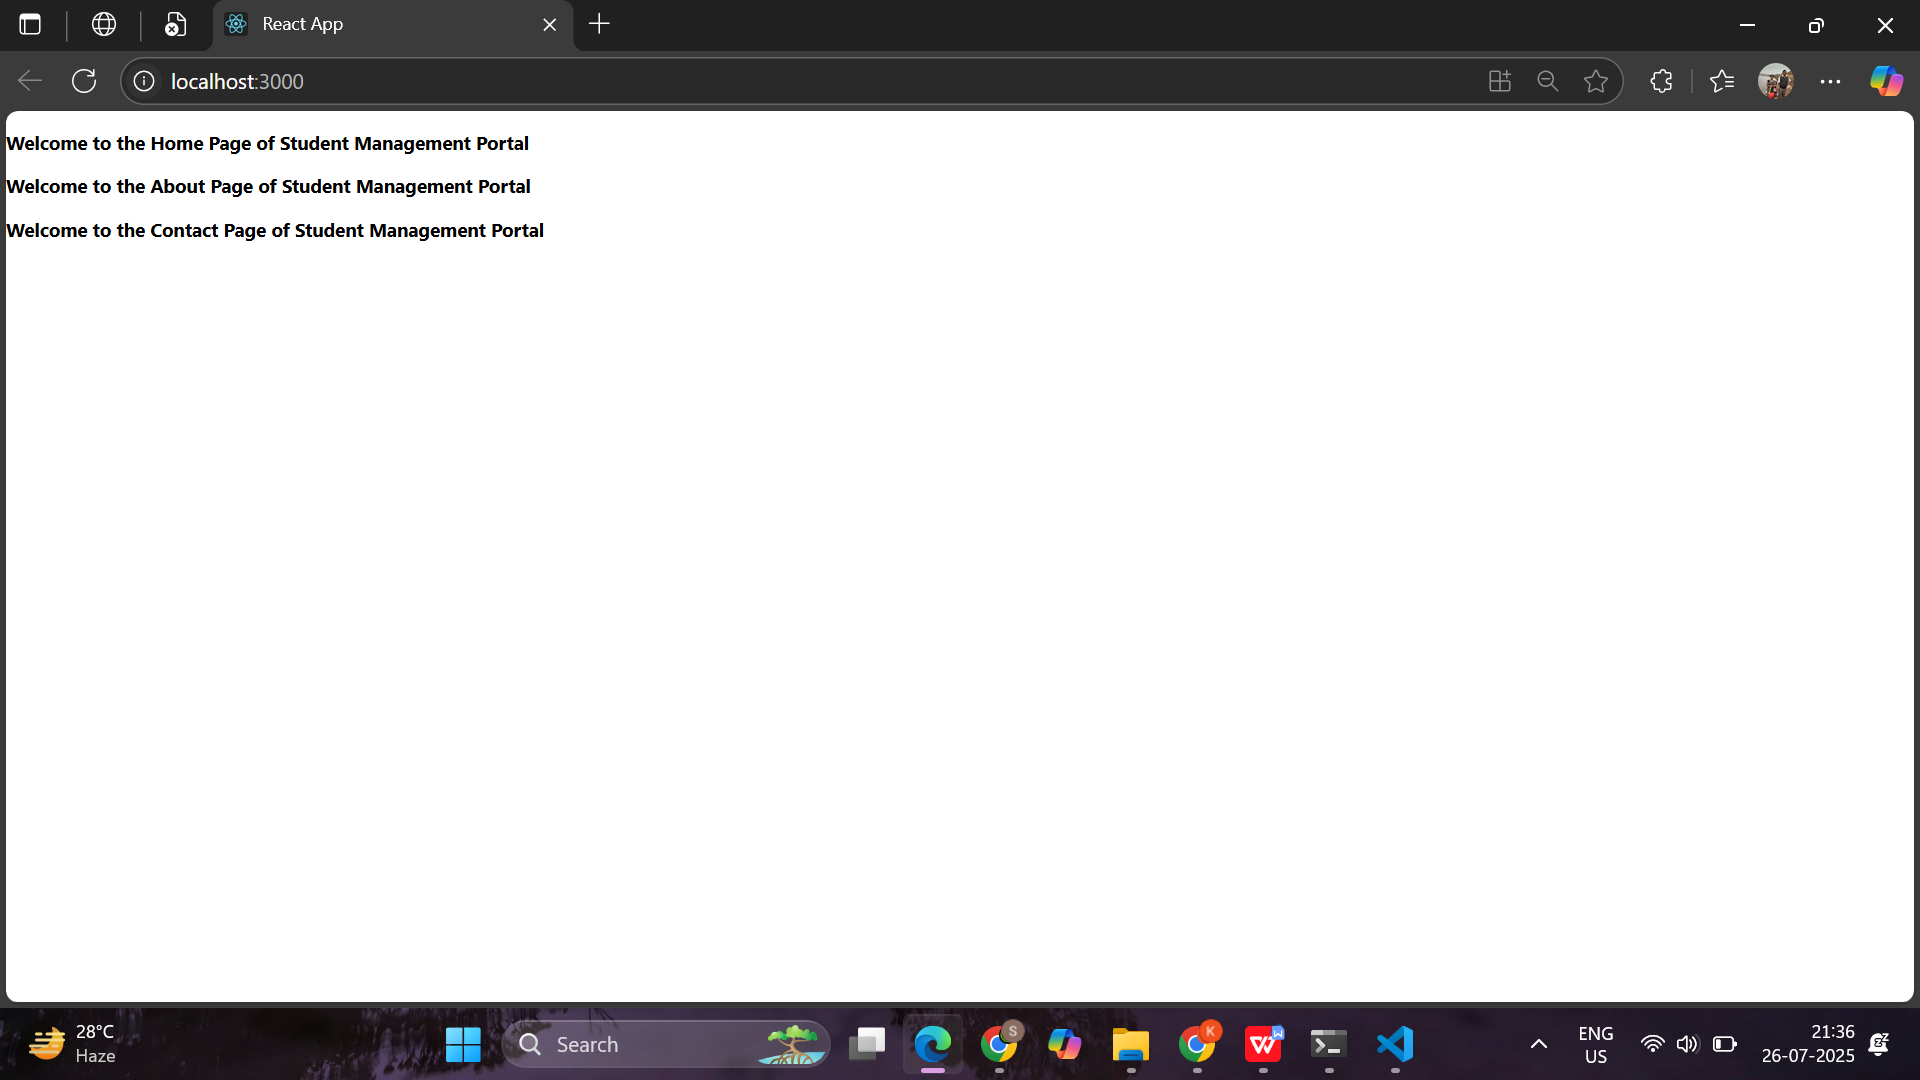 React App
localhost:3000
Welcome to the Home Page of Student Management Portal
Welcome to the About Page of Student Management Portal
Welcome to the Contact Page of Student Management Portal
28°C
Haze
Search
S
K
W
ENG
US
21:36
26-07-2025